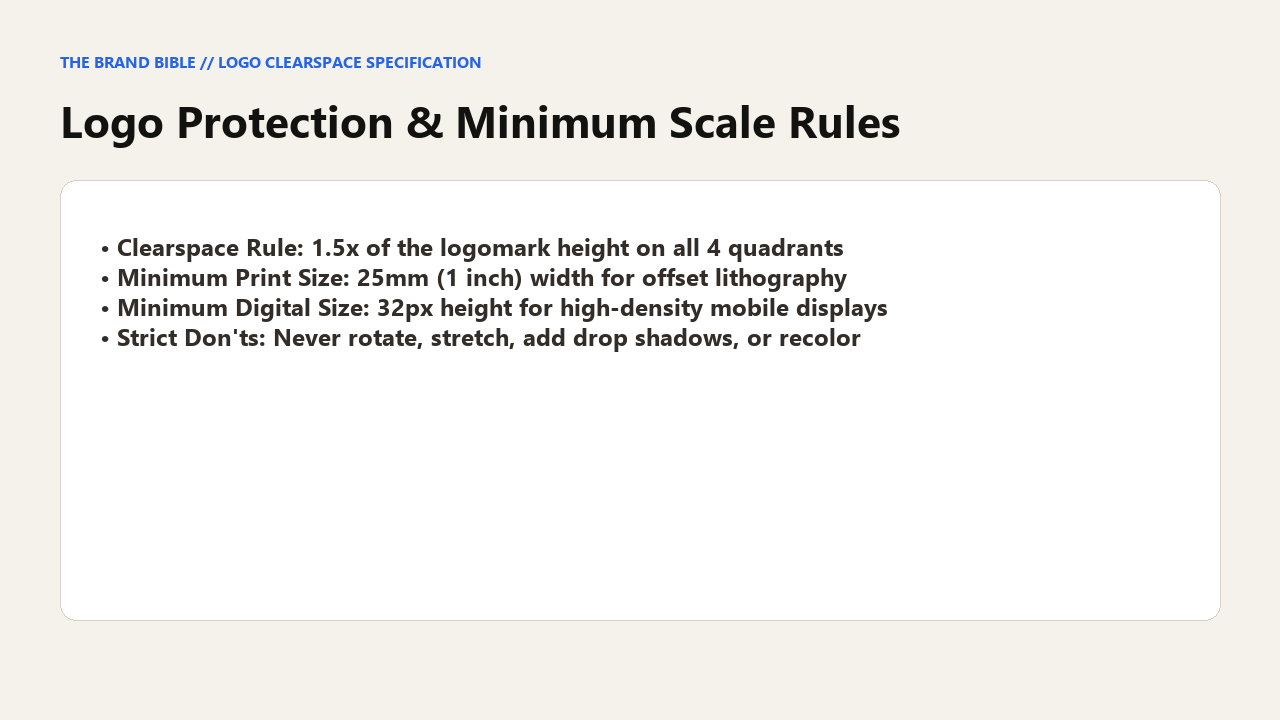 THE BRAND BIBLE // LOGO CLEARSPACE SPECIFICATION
Logo Protection & Minimum Scale Rules
• Clearspace Rule: 1.5x of the logomark height on all 4 quadrants
• Minimum Print Size: 25mm (1 inch) width for offset lithography
• Minimum Digital Size: 32px height for high-density mobile displays
• Strict Don'ts: Never rotate, stretch, add drop shadows, or recolor